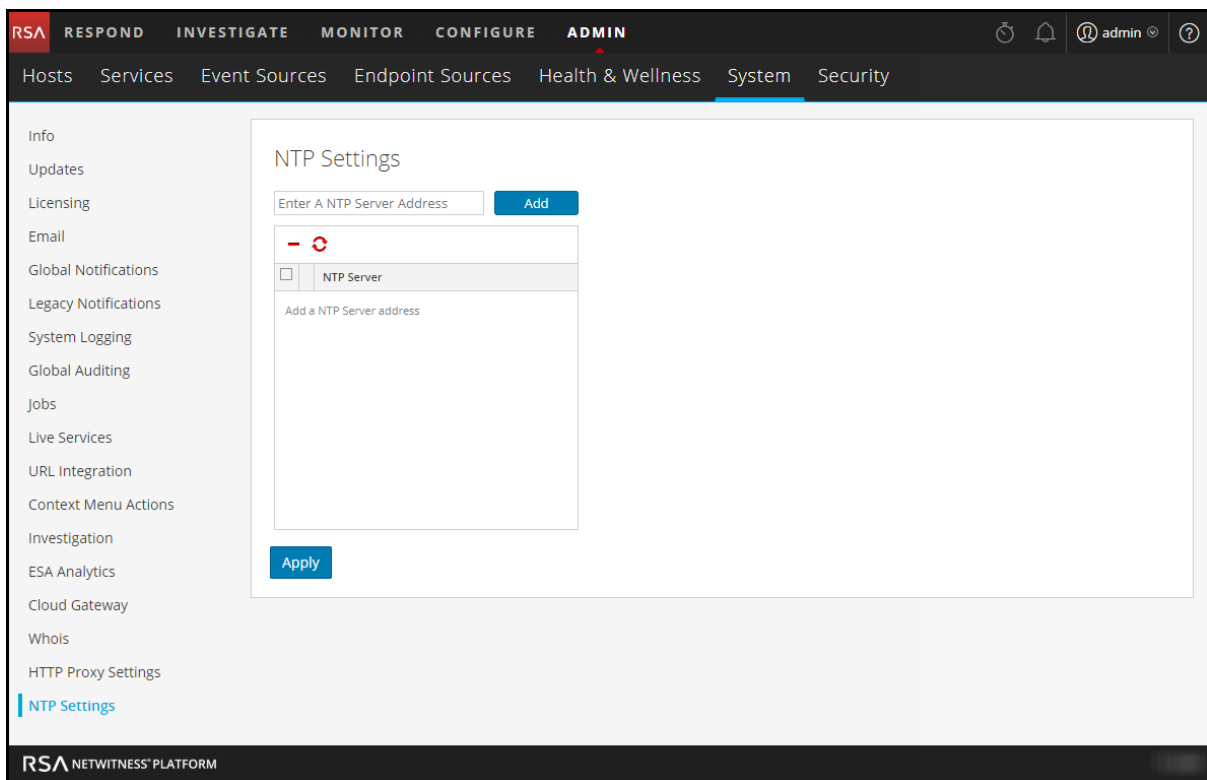 RSA RESPOND INVESTIGATE MONITOR CONFIGURE ADMIN admin ?
Hosts Services Event Sources Endpoint Sources Health & Wellness System Security
Info
Updates
Licensing
Email
Global Notifications
Legacy Notifications
System Logging
Global Auditing
Jobs
Live Services
URL Integration
Context Menu Actions
Investigation
ESA Analytics
Cloud Gateway
Whois
HTTP Proxy Settings
NTP Settings
NTP Settings
Enter A NTP Server Address Add
NTP Server
Add a NTP Server address
Apply
RSA NETWITNESS® PLATFORM